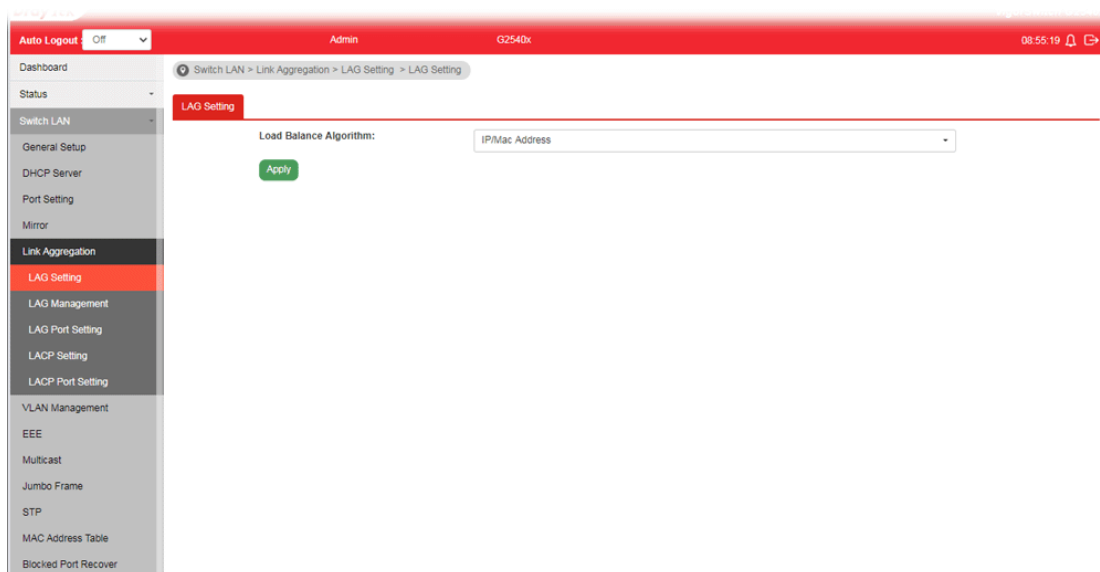 Auto Logout : Off
Admin
G2540x
08:55:19
Dashboard
Status
Switch LAN
General Setup
DHCP Server
Port Setting
Mirror
Link Aggregation
LAG Setting
LAG Management
LAG Port Setting
LACP Setting
LACP Port Setting
VLAN Management
EEE
Multicast
Jumbo Frame
STP
MAC Address Table
Blocked Port Recover
Switch LAN > Link Aggregation > LAG Setting > LAG Setting
LAG Setting
Load Balance Algorithm:
IP/Mac Address
Apply